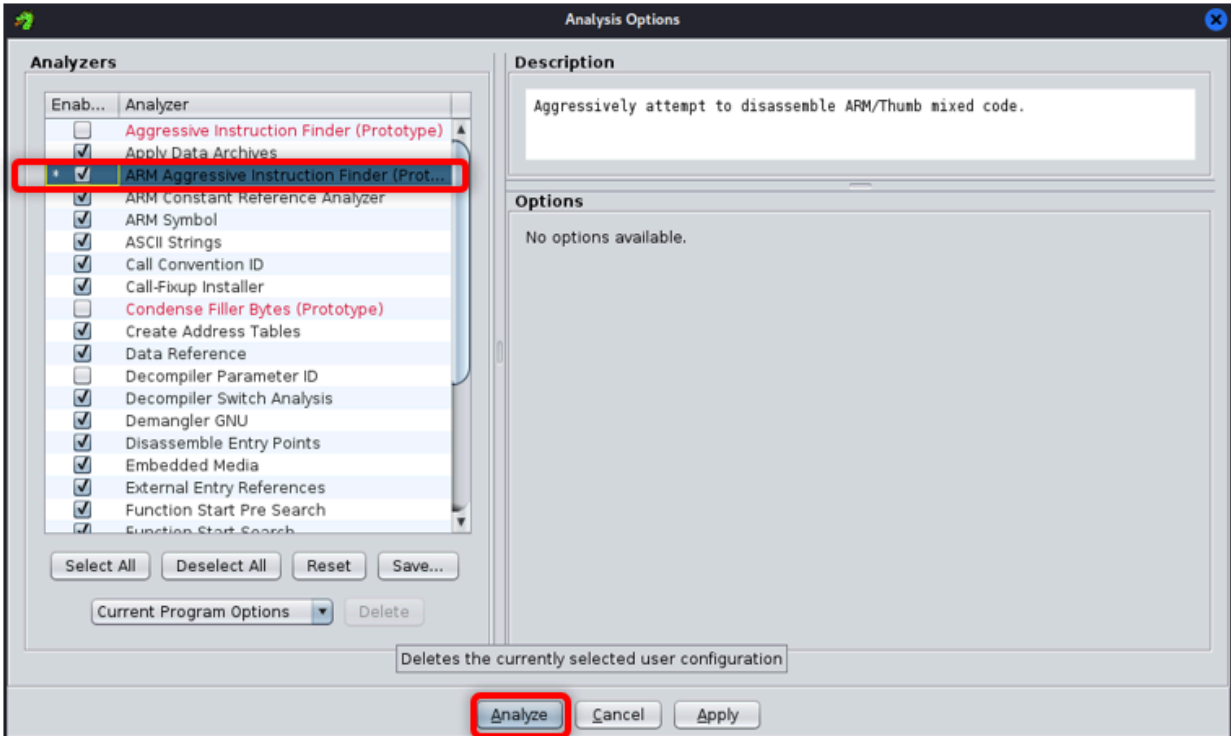 Analysis Options
Analyzers
Enab... Analyzer
Aggressive Instruction Finder (Prototype)
Apply Data Archives
* ARM Aggressive Instruction Finder (Prot...
ARM Constant Reference Analyzer
ARM Symbol
ASCII Strings
Call Convention ID
Call-Fixup Installer
Condense Filler Bytes (Prototype)
Create Address Tables
Data Reference
Decompiler Parameter ID
Decompiler Switch Analysis
Demangler GNU
Disassemble Entry Points
Embedded Media
External Entry References
Function Start Pre Search
Function Start Search
Select All Deselect All Reset Save...
Current Program Options Delete
Description
Aggressively attempt to disassemble ARM/Thumb mixed code.
Options
No options available.
Deletes the currently selected user configuration
Analyze Cancel Apply